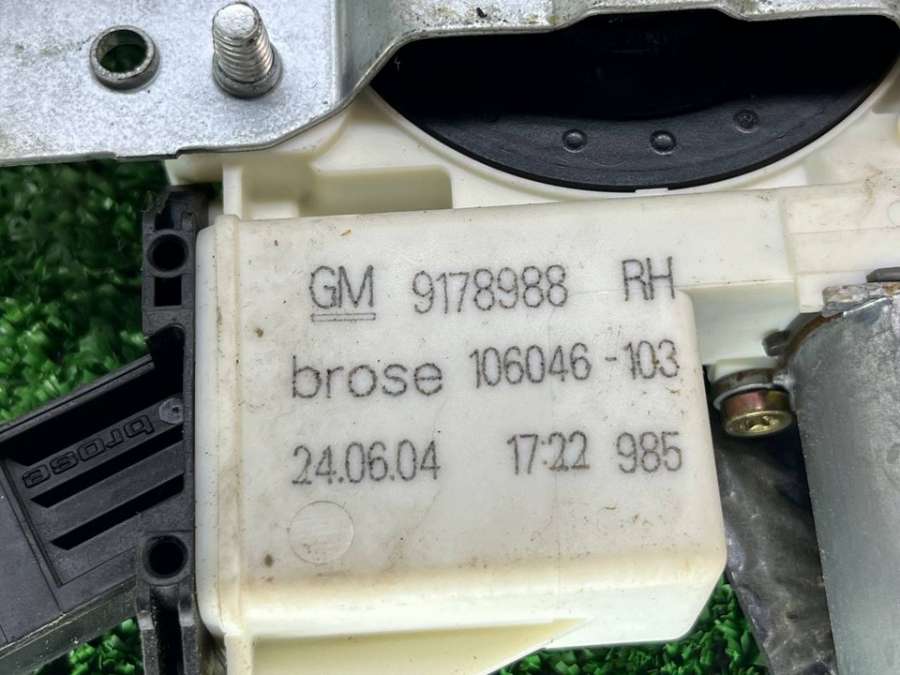 GM 9178988 RH
brose 106046-103
24.06.04 17:22 985
brose